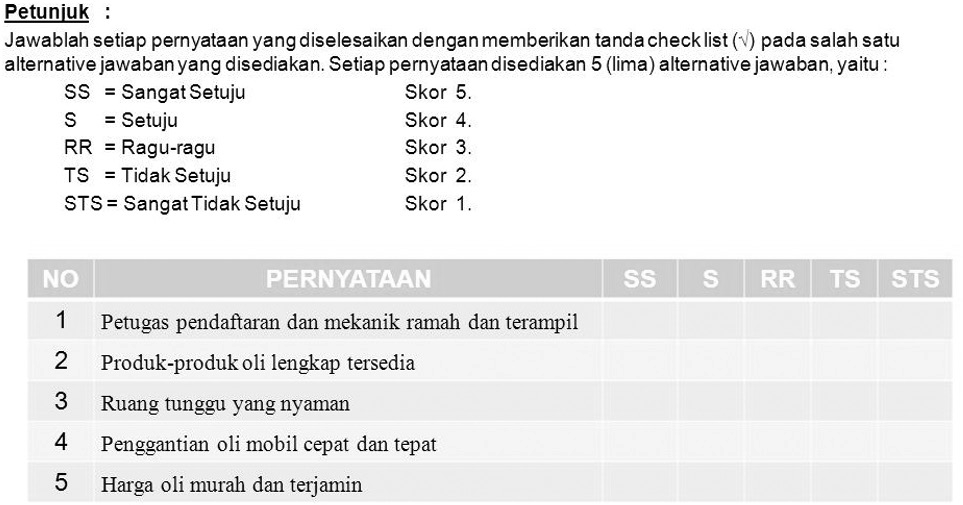 Petunjuk :
Jawablah setiap pernyataan yang diselesaikan dengan memberikan tanda check list (√) pada salah satu
alternative jawaban yang disediakan. Setiap pernyataan disediakan 5 (lima) alternative jawaban, yaitu :
SS = Sangat Setuju Skor 5.
S = Setuju Skor 4.
RR = Ragu-ragu Skor 3.
TS = Tidak Setuju Skor 2.
STS = Sangat Tidak Setuju Skor 1.
NO PERNYATAAN SS S RR TS STS
1 Petugas pendaftaran dan mekanik ramah dan terampil
2 Produk-produk oli lengkap tersedia
3 Ruang tunggu yang nyaman
4 Penggantian oli mobil cepat dan tepat
5 Harga oli murah dan terjamin